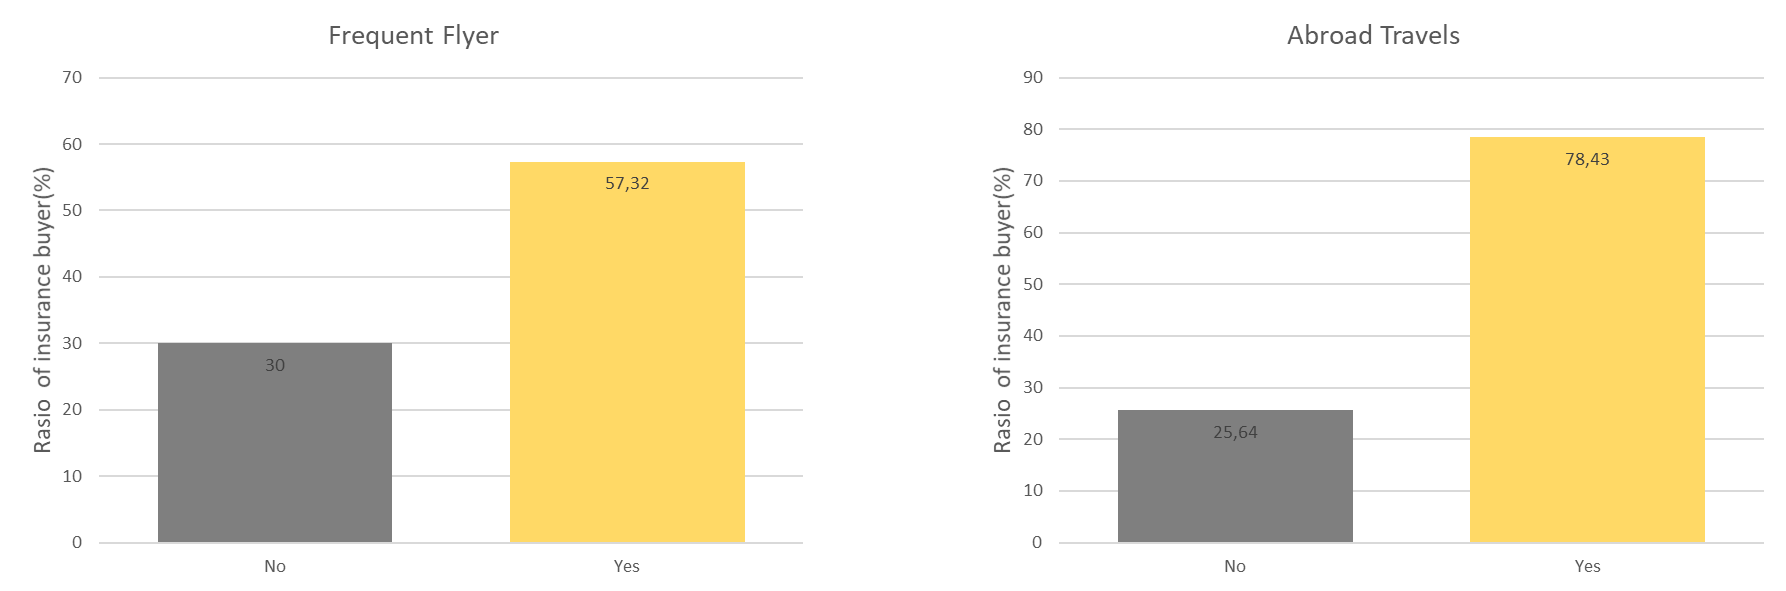 Frequent Flyer
Rasio of insurance buyer(%)
70
60
50
40
30
20
10
0
30
57,32
No
Yes
Abroad Travels
Rasio of insurance buyer(%)
90
80
70
60
50
40
30
20
10
0
25,64
78,43
No
Yes